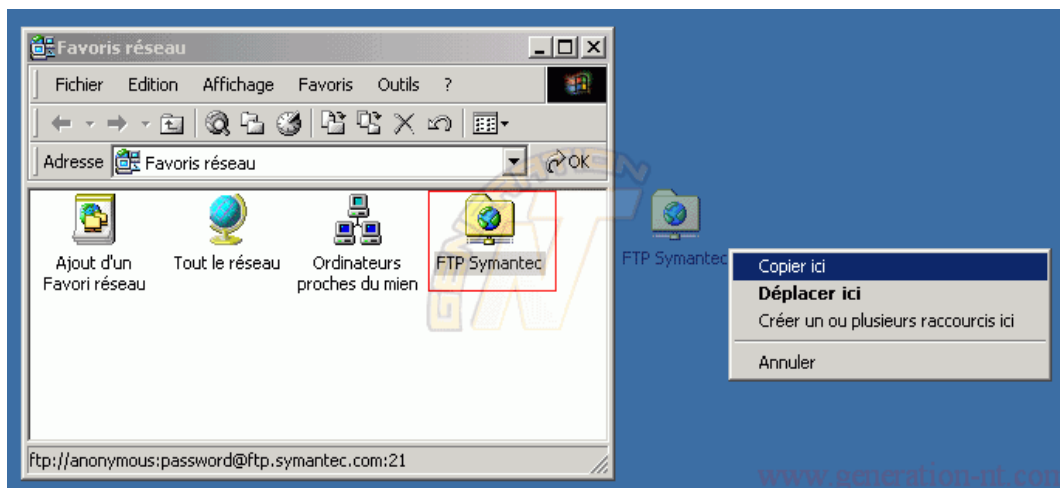 Favoris réseau
Fichier Edition Affichage Favoris Outils ?
Adresse Favoris réseau OK
Ajout d'un
Favori réseau
Tout le réseau
Ordinateurs
proches du mien
FTP Symantec
ftp://anonymous:password@ftp.symantec.com:21
FTP Symantec
Copier ici
Déplacer ici
Créer un ou plusieurs raccourcis ici
Annuler
GENERATION
NT
www.generation-nt.com